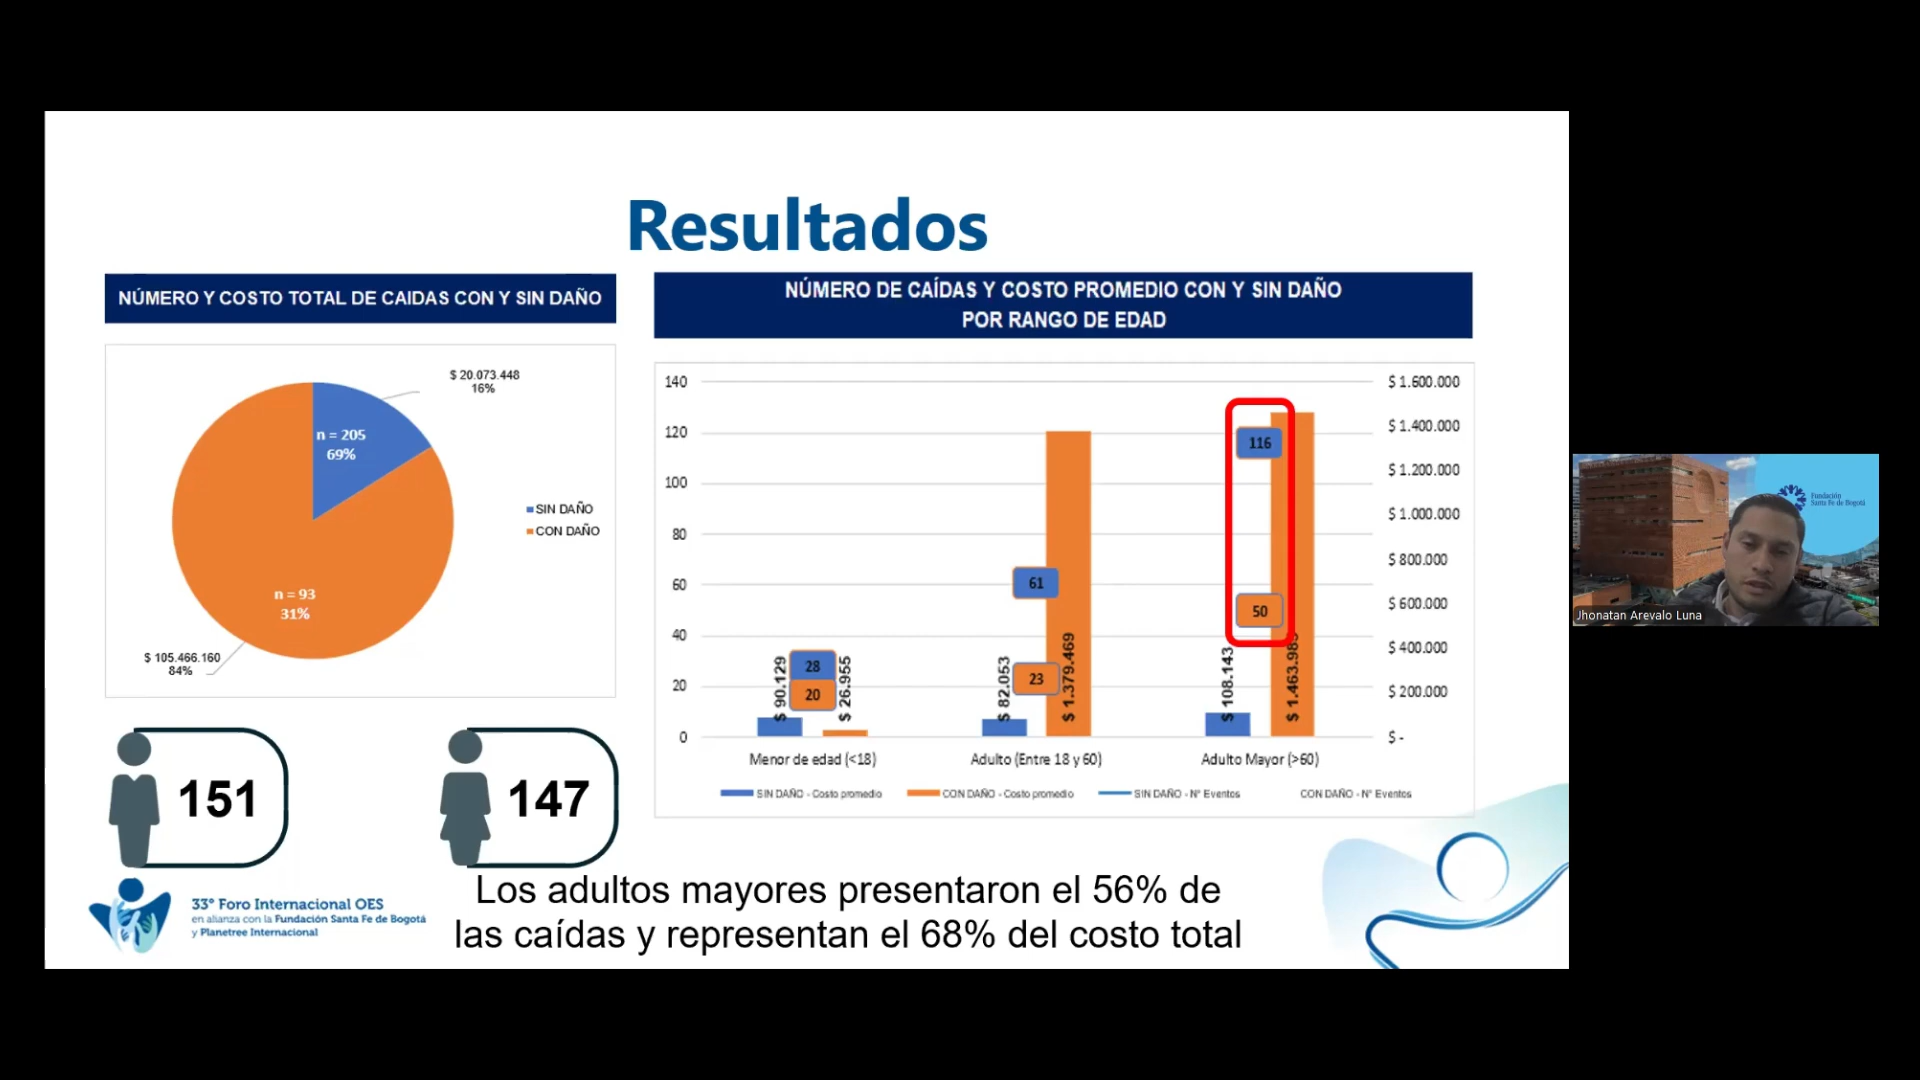 Resultados
NÚMERO Y COSTO TOTAL DE CAIDAS CON Y SIN DAÑO
$ 20.073.448
16%
n = 205
69%
SIN DAÑO
CON DAÑO
n = 93
31%
$ 105.466.160
84%
151
147
NÚMERO DE CAÍDAS Y COSTO PROMEDIO CON Y SIN DAÑO
POR RANGO DE EDAD
140
120
100
80
60
40
20
0
$ 1.600.000
$ 1.400.000
$ 1.200.000
$ 1.000.000
$ 800.000
$ 600.000
$ 400.000
$ 200.000
$ -
$ 90.129
28
20
$ 26.955
$ 82.053
61
23
$ 1.379.469
$ 108.143
116
50
Menor de edad (<18)
Adulto (Entre 18 y 60)
Adulto Mayor (>60)
SIN DAÑO - Costo promedio
CON DAÑO - Costo promedio
SIN DAÑO - N° Eventos
CON DAÑO - N° Eventos
Los adultos mayores presentaron el 56% de
las caídas y representan el 68% del costo total
33° Foro Internacional OES
en alianza con la Fundación Santa Fe de Bogotá
y Planetree Internacional
Fundación
Santa Fe de Bogotá
Jhonatan Arevalo Luna